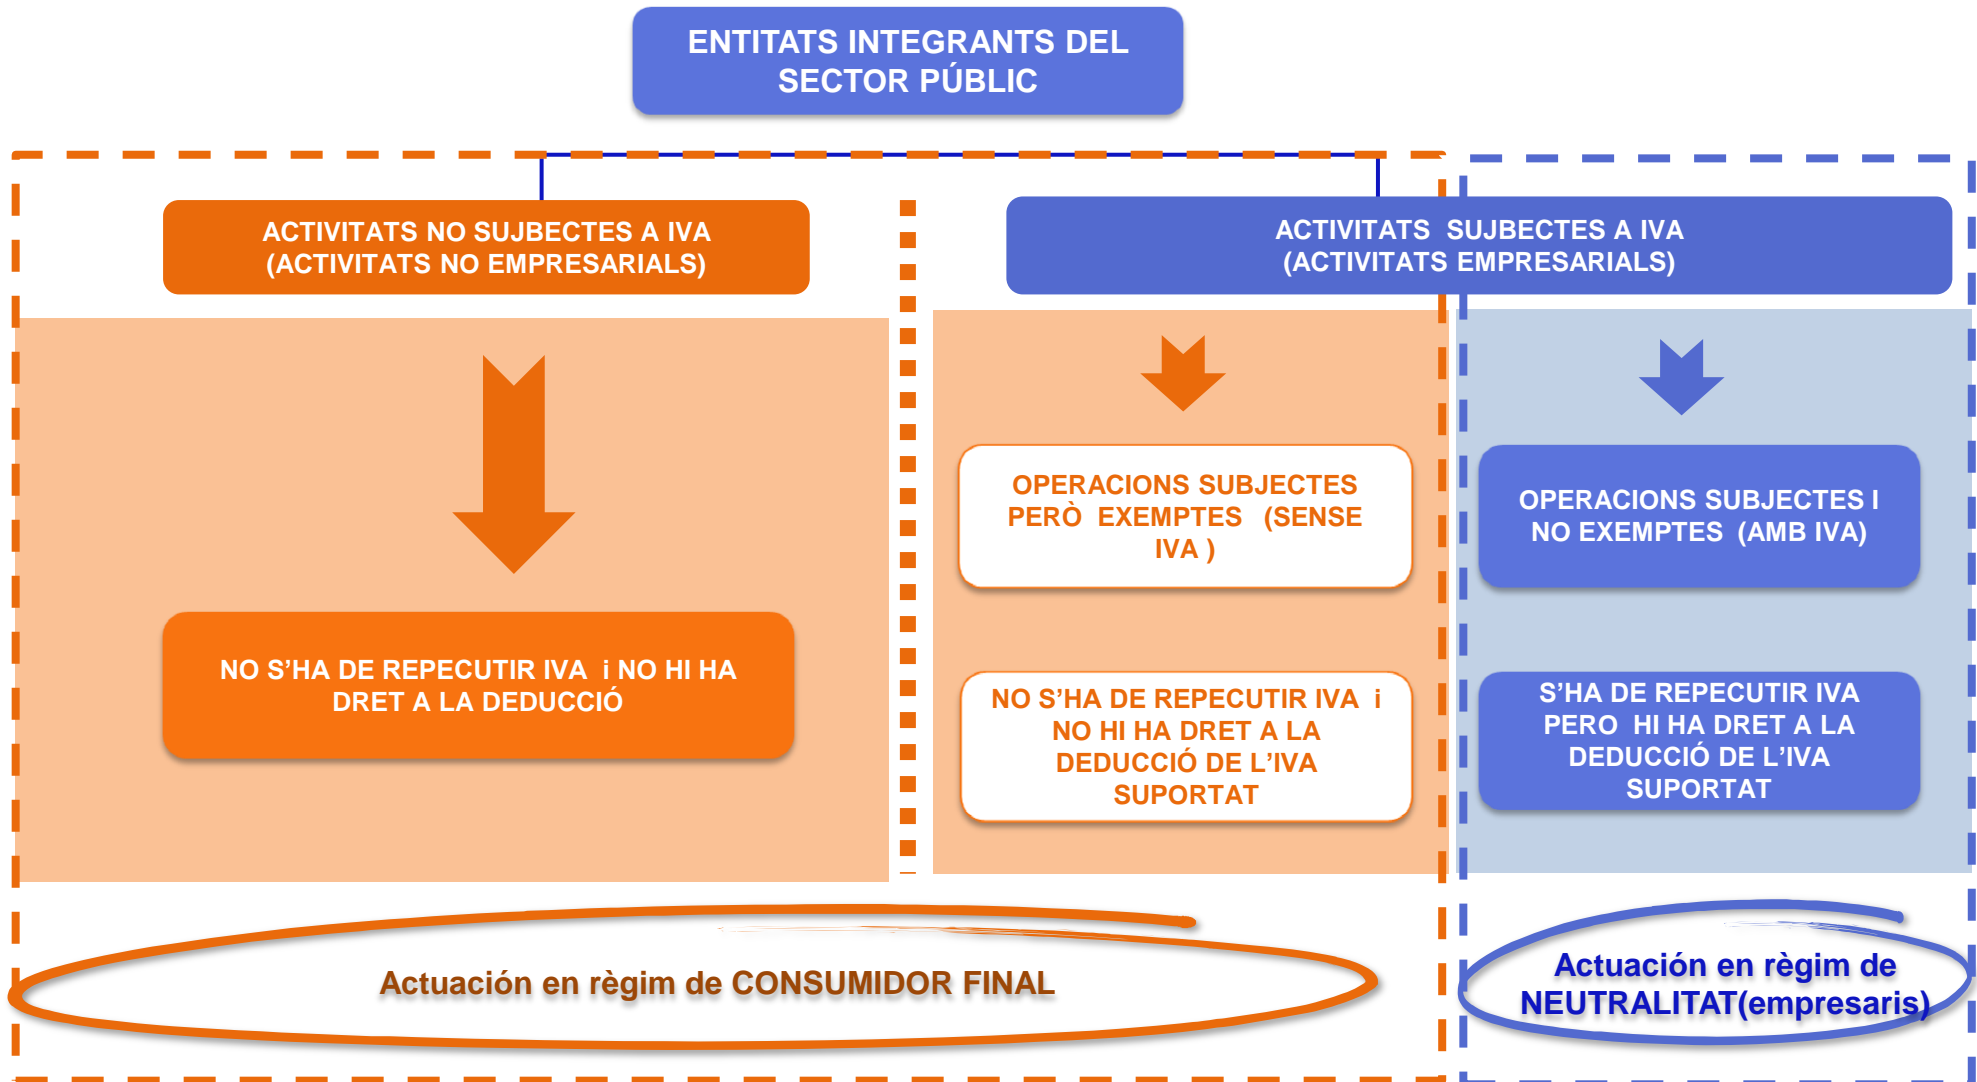 ENTITATS INTEGRANTS DEL
SECTOR PÚBLIC
ACTIVITATS NO SUJBECTES A IVA
(ACTIVITATS NO EMPRESARIALS)
ACTIVITATS SUJBECTES A IVA
(ACTIVITATS EMPRESARIALS)
OPERACIONS SUBJECTES
PERÒ EXEMPTES (SENSE
IVA )
OPERACIONS SUBJECTES I
NO EXEMPTES (AMB IVA)
NO S’HA DE REPECUTIR IVA i NO HI HA
DRET A LA DEDUCCIÓ
NO S’HA DE REPECUTIR IVA i
NO HI HA DRET A LA
DEDUCCIÓ DE L’IVA
SUPORTAT
S’HA DE REPECUTIR IVA
PERO HI HA DRET A LA
DEDUCCIÓ DE L’IVA
SUPORTAT
Actuación en règim de CONSUMIDOR FINAL
Actuación en règim de
NEUTRALITAT(empresaris)